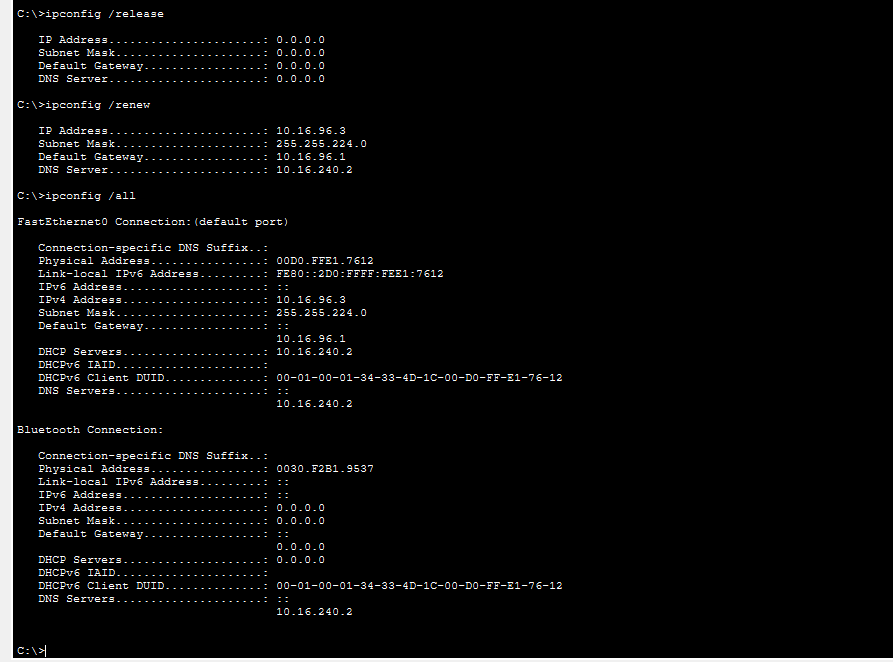 C:\>ipconfig /release
IP Address......................: 0.0.0.0
Subnet Mask.....................: 0.0.0.0
Default Gateway.................: 0.0.0.0
DNS Server......................: 0.0.0.0
C:\>ipconfig /renew
IP Address......................: 10.16.96.3
Subnet Mask.....................: 255.255.224.0
Default Gateway.................: 10.16.96.1
DNS Server......................: 10.16.240.2
C:\>ipconfig /all
FastEthernet0 Connection:(default port)
Connection-specific DNS Suffix..:
Physical Address................: 00D0.FFE1.7612
Link-local IPv6 Address.........: FE80::2D0:FFFF:FEE1:7612
IPv6 Address....................: ::
IPv4 Address....................: 10.16.96.3
Subnet Mask.....................: 255.255.224.0
Default Gateway.................: ::
10.16.96.1
DHCP Servers....................: 10.16.240.2
DHCPv6 IAID.....................:
DHCPv6 Client DUID..............: 00-01-00-01-34-33-4D-1C-00-D0-FF-E1-76-12
DNS Servers.....................: ::
10.16.240.2
Bluetooth Connection:
Connection-specific DNS Suffix..:
Physical Address................: 0030.F2B1.9537
Link-local IPv6 Address.........: ::
IPv6 Address....................: ::
IPv4 Address....................: 0.0.0.0
Subnet Mask.....................: 0.0.0.0
Default Gateway.................: ::
0.0.0.0
DHCP Servers....................: 0.0.0.0
DHCPv6 IAID.....................:
DHCPv6 Client DUID..............: 00-01-00-01-34-33-4D-1C-00-D0-FF-E1-76-12
DNS Servers.....................: ::
10.16.240.2
C:\>